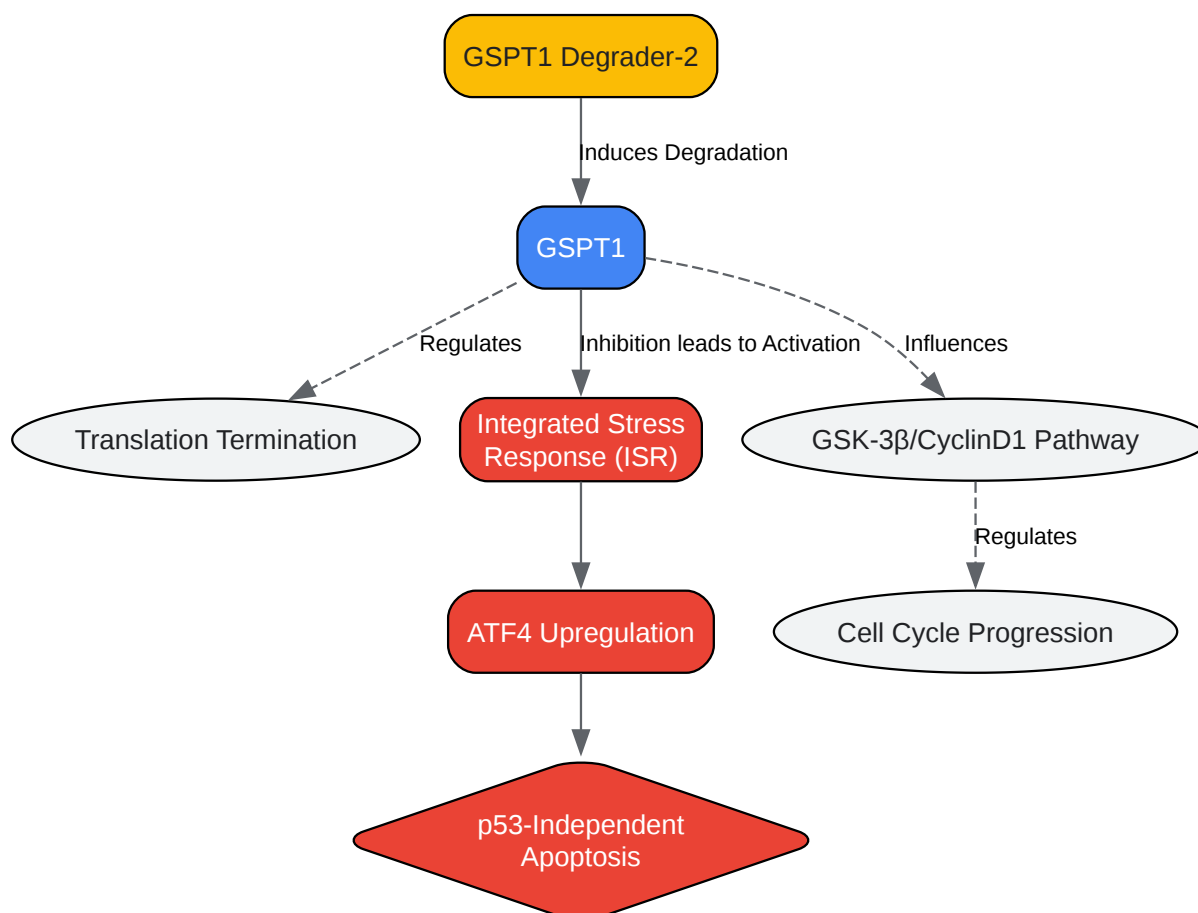 GSPT1 Degrader-2
Induces Degradation
GSPT1
Regulates
Inhibition leads to Activation
Influences
Translation Termination
Integrated Stress
Response (ISR)
GSK-3β/CyclinD1 Pathway
Regulates
ATF4 Upregulation
Cell Cycle Progression
p53-Independent
Apoptosis